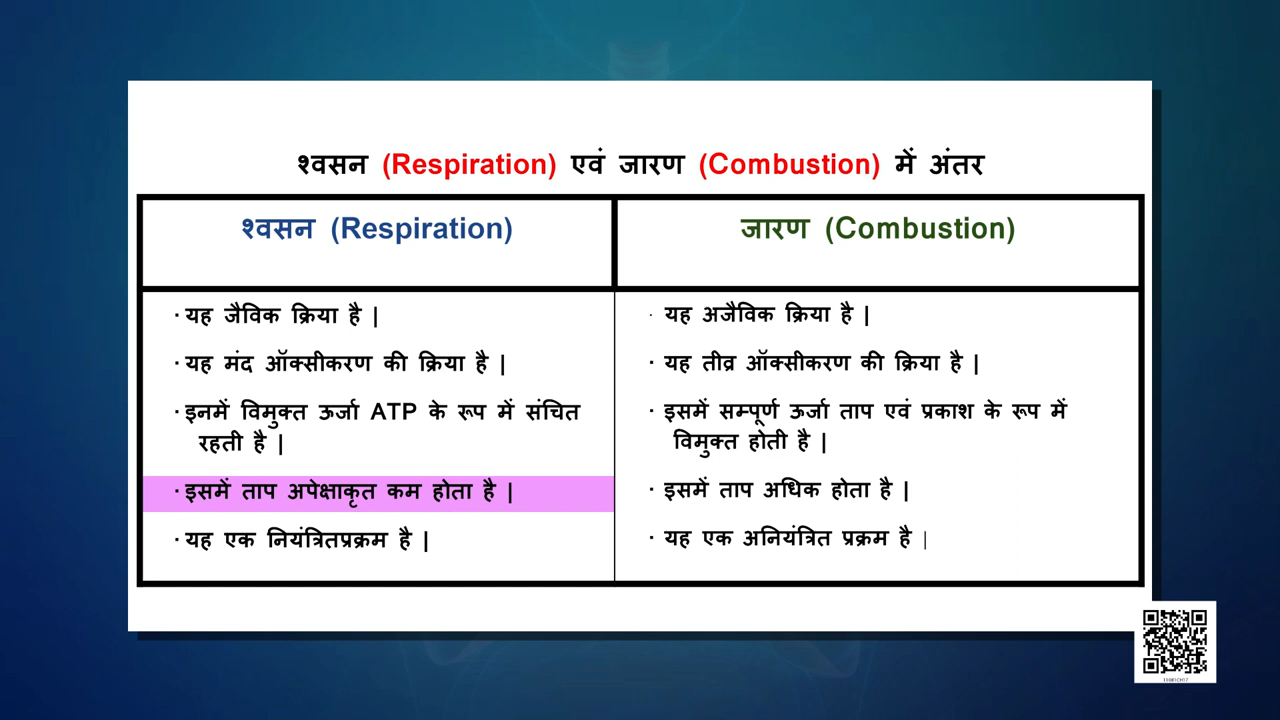 श्वसन (Respiration) एवं जारण (Combustion) में अंतर
श्वसन (Respiration)
जारण (Combustion)
· यह जैविक क्रिया है |
· यह मंद ऑक्सीकरण की क्रिया है |
· इनमें विमुक्त ऊर्जा ATP के रूप में संचित
रहती है |
· इसमें ताप अपेक्षाकृत कम होता है |
· यह एक नियंत्रितप्रक्रम है |
· यह अजैविक क्रिया है |
· यह तीव्र ऑक्सीकरण की क्रिया है |
· इसमें सम्पूर्ण ऊर्जा ताप एवं प्रकाश के रूप में
विमुक्त होती है |
· इसमें ताप अधिक होता है |
· यह एक अनियंत्रित प्रक्रम है |